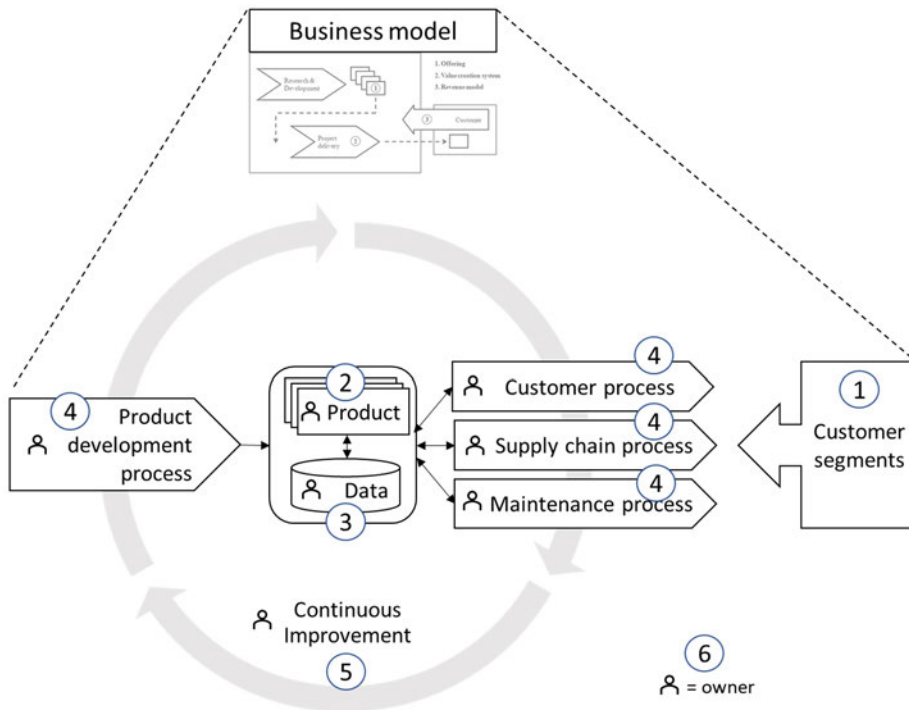 Business model
Research &
Development
1. Offering
2. Value creation system
3. Revenue model
Customer
Project
delivery
4
Product
development
process
2
Product
Data
3
4
Customer process
4
Supply chain process
4
Maintenance process
1
Customer
segments
Continuous
Improvement
5
6
= owner